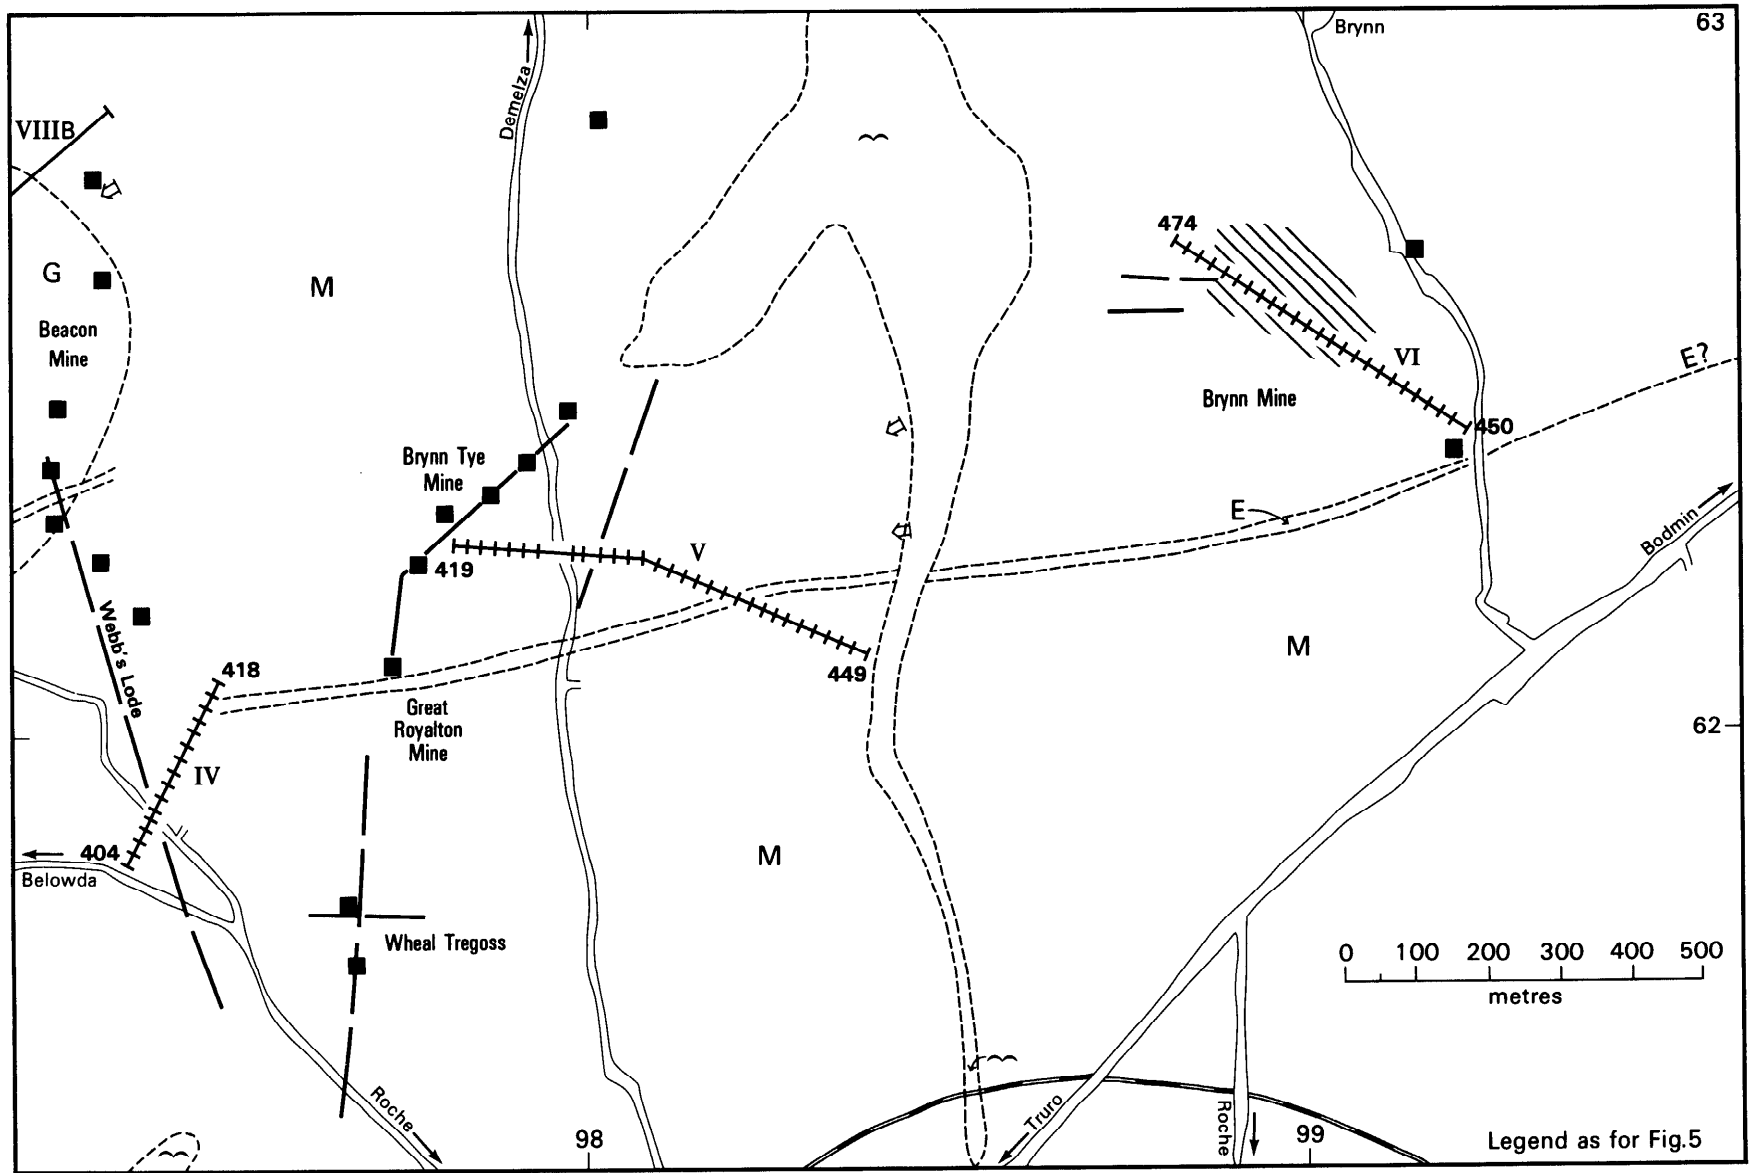 63
Brynn
Demelza
VIIIB
474
G
M
Beacon
Mine
VI
E?
Brynn Mine
450
Brynn Tye
Mine
E
Bodmin
V
419
Webb's Lode
M
418
449
Great
Royalton
Mine
62
IV
404
M
Belowda
Wheal Tregoss
0 100 200 300 400 500
metres
Roche
Truro
Roche
98
99
Legend as for Fig.5